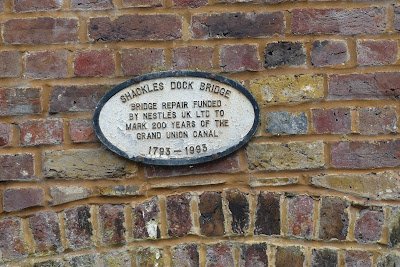 SHACKLES DOCK BRIDGE
BRIDGE REPAIR FUNDED
BY NESTLES UK LTD TO
MARK 200 YEARS OF THE
GRAND UNION CANAL
1793-1993